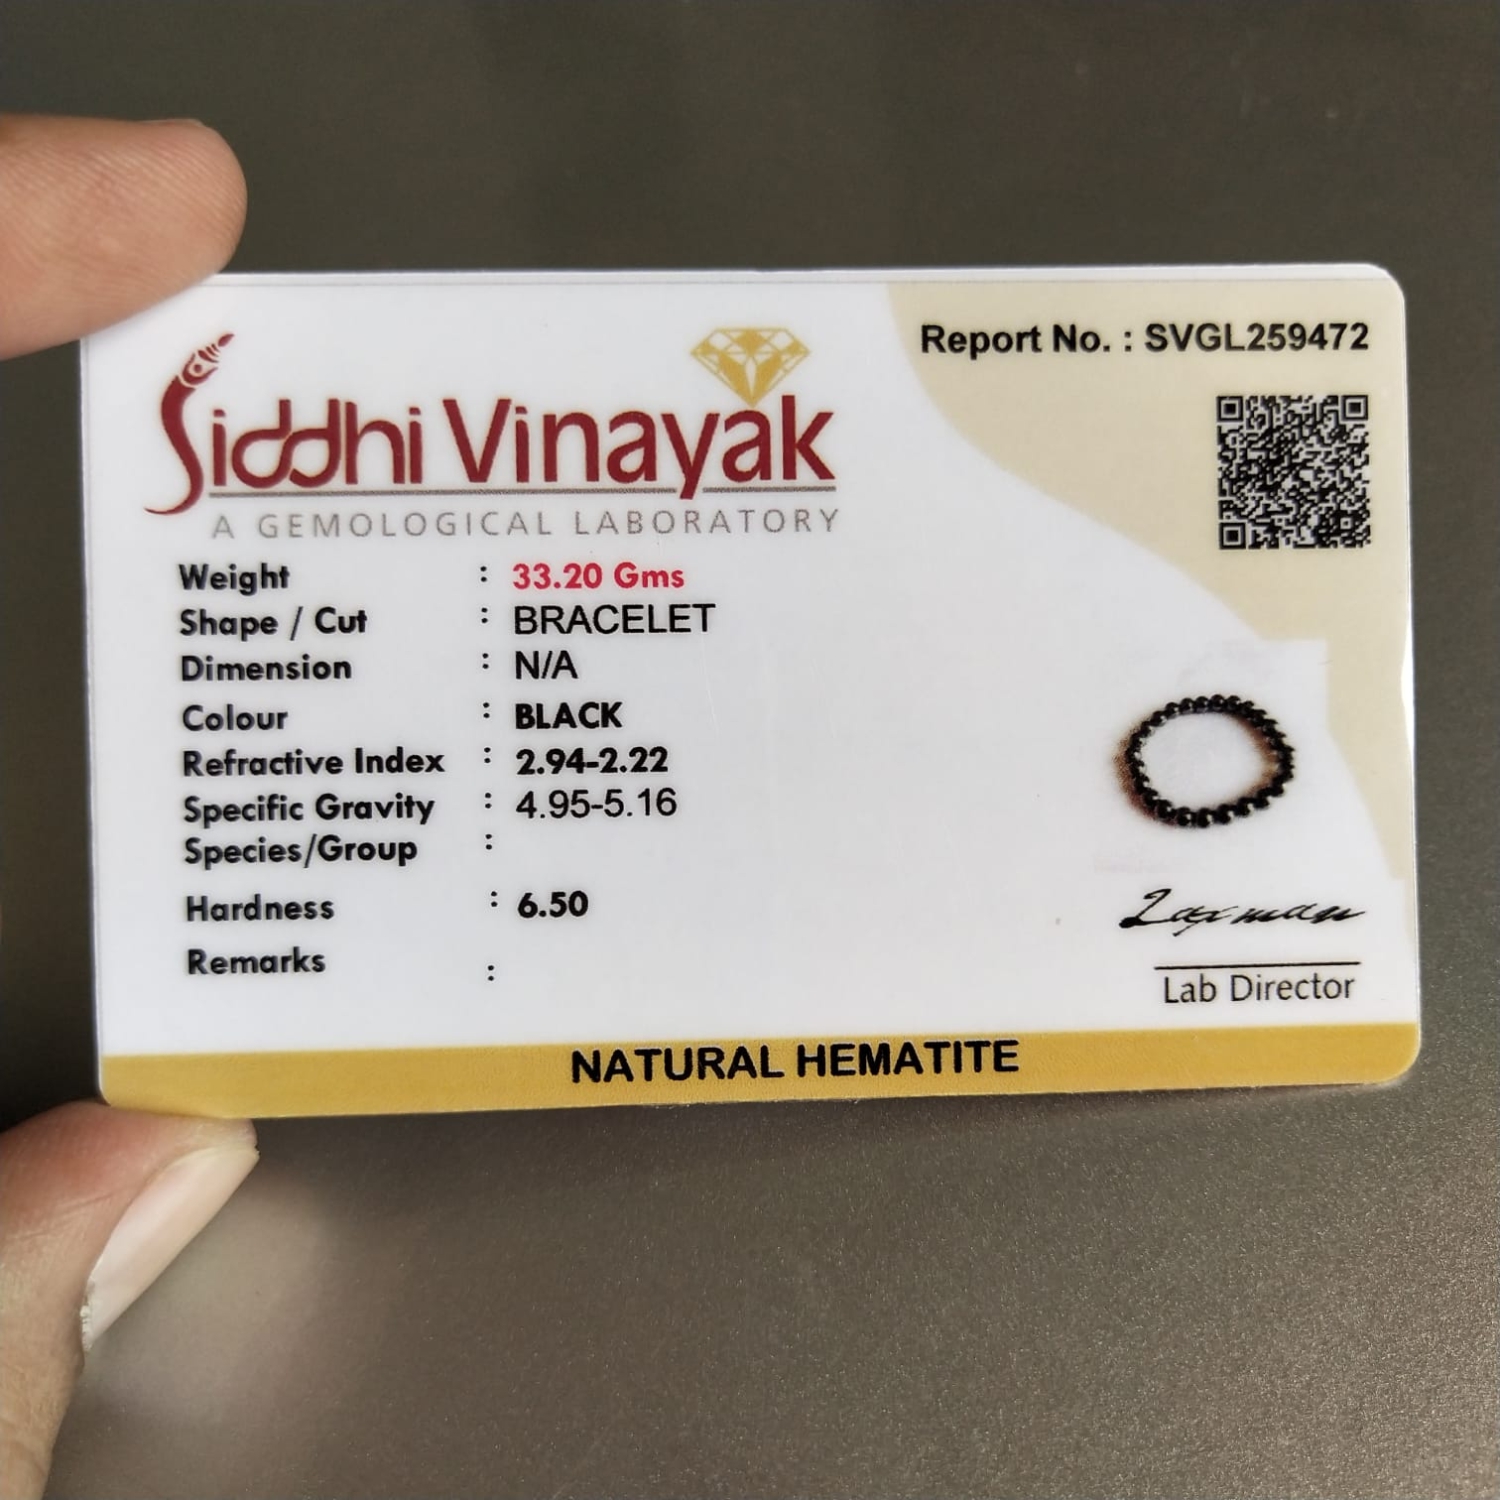 Report No. : SVGL259472
Siddhi Vinayak
A GEMOLOGICAL LABORATORY
Weight : 33.20 Gms
Shape / Cut : BRACELET
Dimension : N/A
Colour : BLACK
Refractive Index : 2.94-2.22
Specific Gravity : 4.95-5.16
Species/Group :
Hardness : 6.50
Remarks :
Laxman
Lab Director
NATURAL HEMATITE